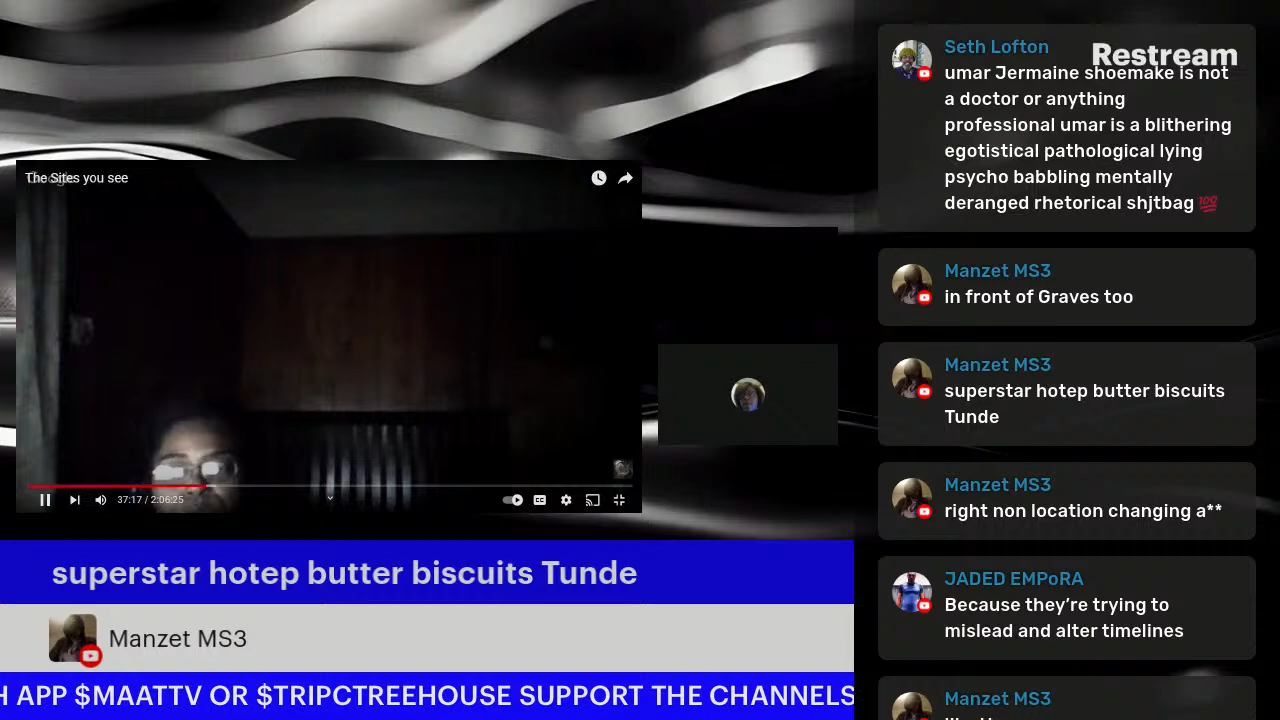 The Sites you see
37:17 / 2:06:25
superstar hotep butter biscuits Tunde
Manzet MS3
H APP $MAATTV OR $TRIPCTREEHOUSE SUPPORT THE CHANNELS
Restream
Seth Lofton
umar Jermaine shoemake is not
a doctor or anything
professional umar is a blithering
egotistical pathological lying
psycho babbling mentally
deranged rhetorical shjtbag 💯
Manzet MS3
in front of Graves too
Manzet MS3
superstar hotep butter biscuits
Tunde
Manzet MS3
right non location changing a**
JADED EMPoRA
Because they’re trying to
mislead and alter timelines
Manzet MS3